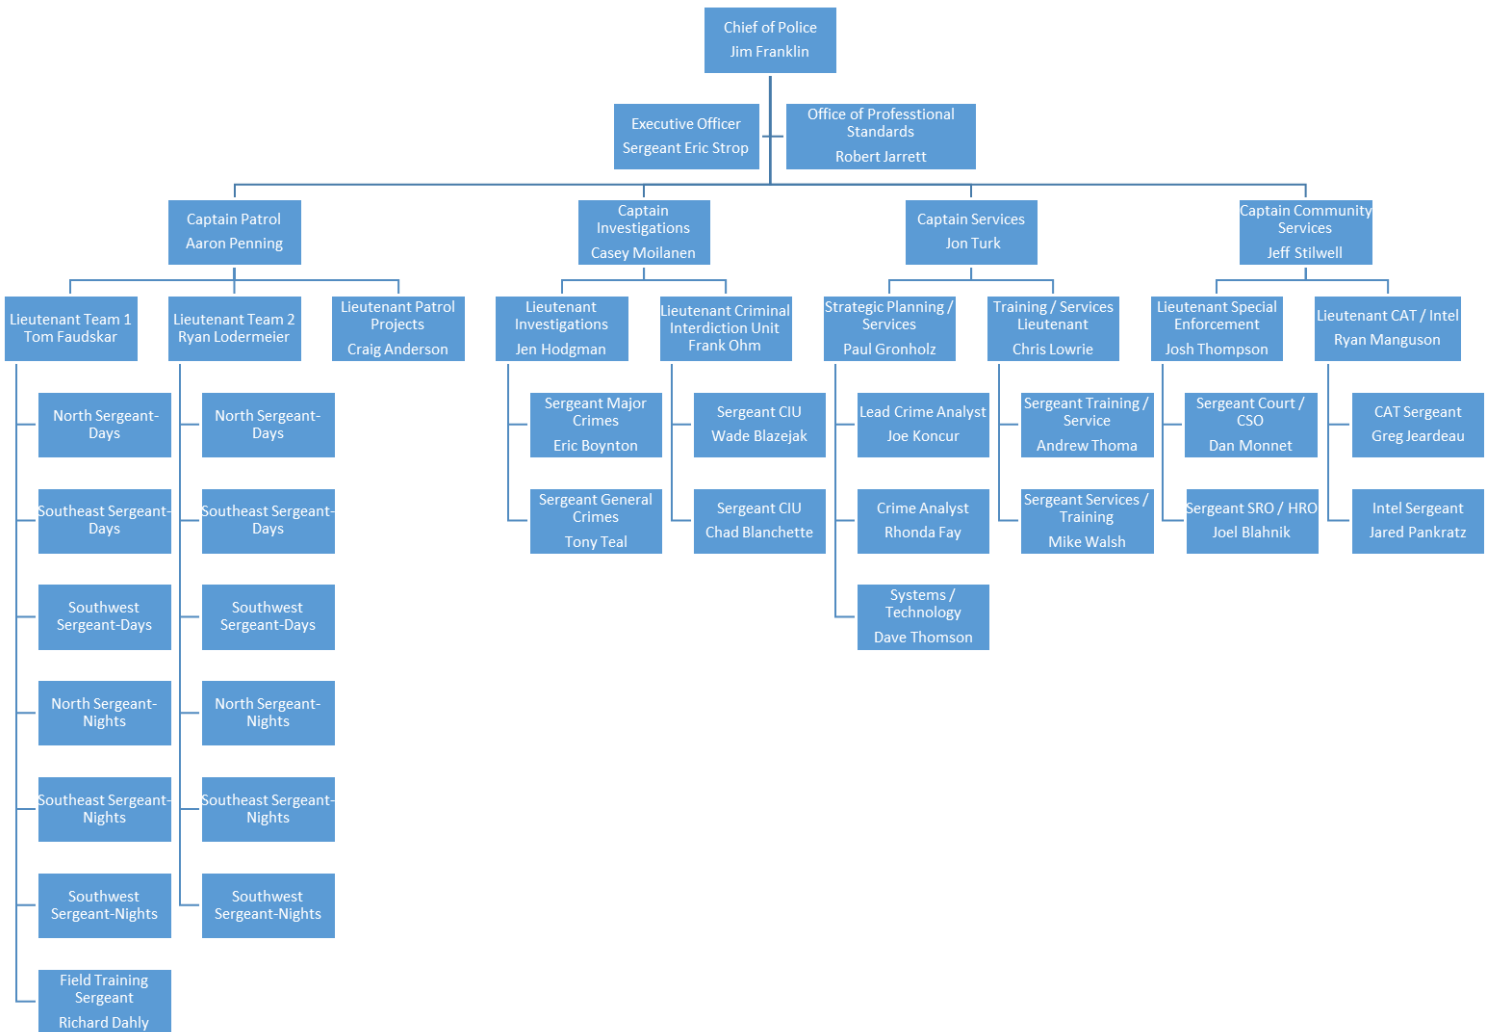 Chief of Police
Jim Franklin
Executive Officer
Sergeant Eric Strop
Office of Professtional
Standards
Robert Jarrett
Captain Patrol
Aaron Penning
Captain
Investigations
Casey Moilanen
Captain Services
Jon Turk
Captain Community
Services
Jeff Stilwell
Lieutenant Team 1
Tom Faudskar
Lieutenant Team 2
Ryan Lodermeier
Lieutenant Patrol
Projects
Craig Anderson
Lieutenant
Investigations
Jen Hodgman
Lieutenant Criminal
Interdiction Unit
Frank Ohm
Strategic Planning /
Services
Paul Gronholz
Training / Services
Lieutenant
Chris Lowrie
Lieutenant Special
Enforcement
Josh Thompson
Lieutenant CAT / Intel
Ryan Manguson
North Sergeant-
Days
Southeast Sergeant-
Days
Southwest
Sergeant-Days
North Sergeant-
Nights
Southeast Sergeant-
Nights
Southwest
Sergeant-Nights
Field Training
Sergeant
Richard Dahly
North Sergeant-
Days
Southeast Sergeant-
Days
Southwest
Sergeant-Days
North Sergeant-
Nights
Southeast Sergeant-
Nights
Southwest
Sergeant-Nights
Sergeant Major
Crimes
Eric Boynton
Sergeant General
Crimes
Tony Teal
Sergeant CIU
Wade Blazejak
Sergeant CIU
Chad Blanchette
Lead Crime Analyst
Joe Koncur
Crime Analyst
Rhonda Fay
Systems /
Technology
Dave Thomson
Sergeant Training /
Service
Andrew Thoma
Sergeant Services /
Training
Mike Walsh
Sergeant Court /
CSO
Dan Monnet
Sergeant SRO / HRO
Joel Blahnik
CAT Sergeant
Greg Jeardeau
Intel Sergeant
Jared Pankratz